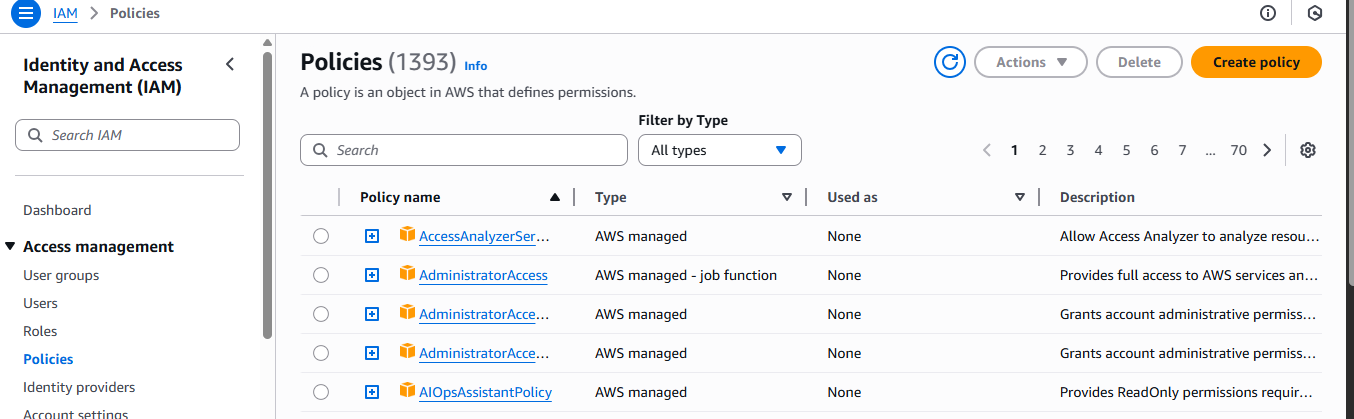 IAM > Policies
Identity and Access Management (IAM)
Search IAM
Dashboard
Access management
User groups
Users
Roles
Policies
Identity providers
Account settings
Policies (1393) Info
Actions
Delete
Create policy
A policy is an object in AWS that defines permissions.
Filter by Type
Search
All types
1 2 3 4 5 6 7 ... 70
Policy name Type Used as Description
AccessAnalyzerSer... AWS managed None Allow Access Analyzer to analyze resou...
AdministratorAccess AWS managed - job function None Provides full access to AWS services an...
AdministratorAcce... AWS managed None Grants account administrative permiss...
AdministratorAcce... AWS managed None Grants account administrative permiss...
AIOpsAssistantPolicy AWS managed None Provides ReadOnly permissions requir...